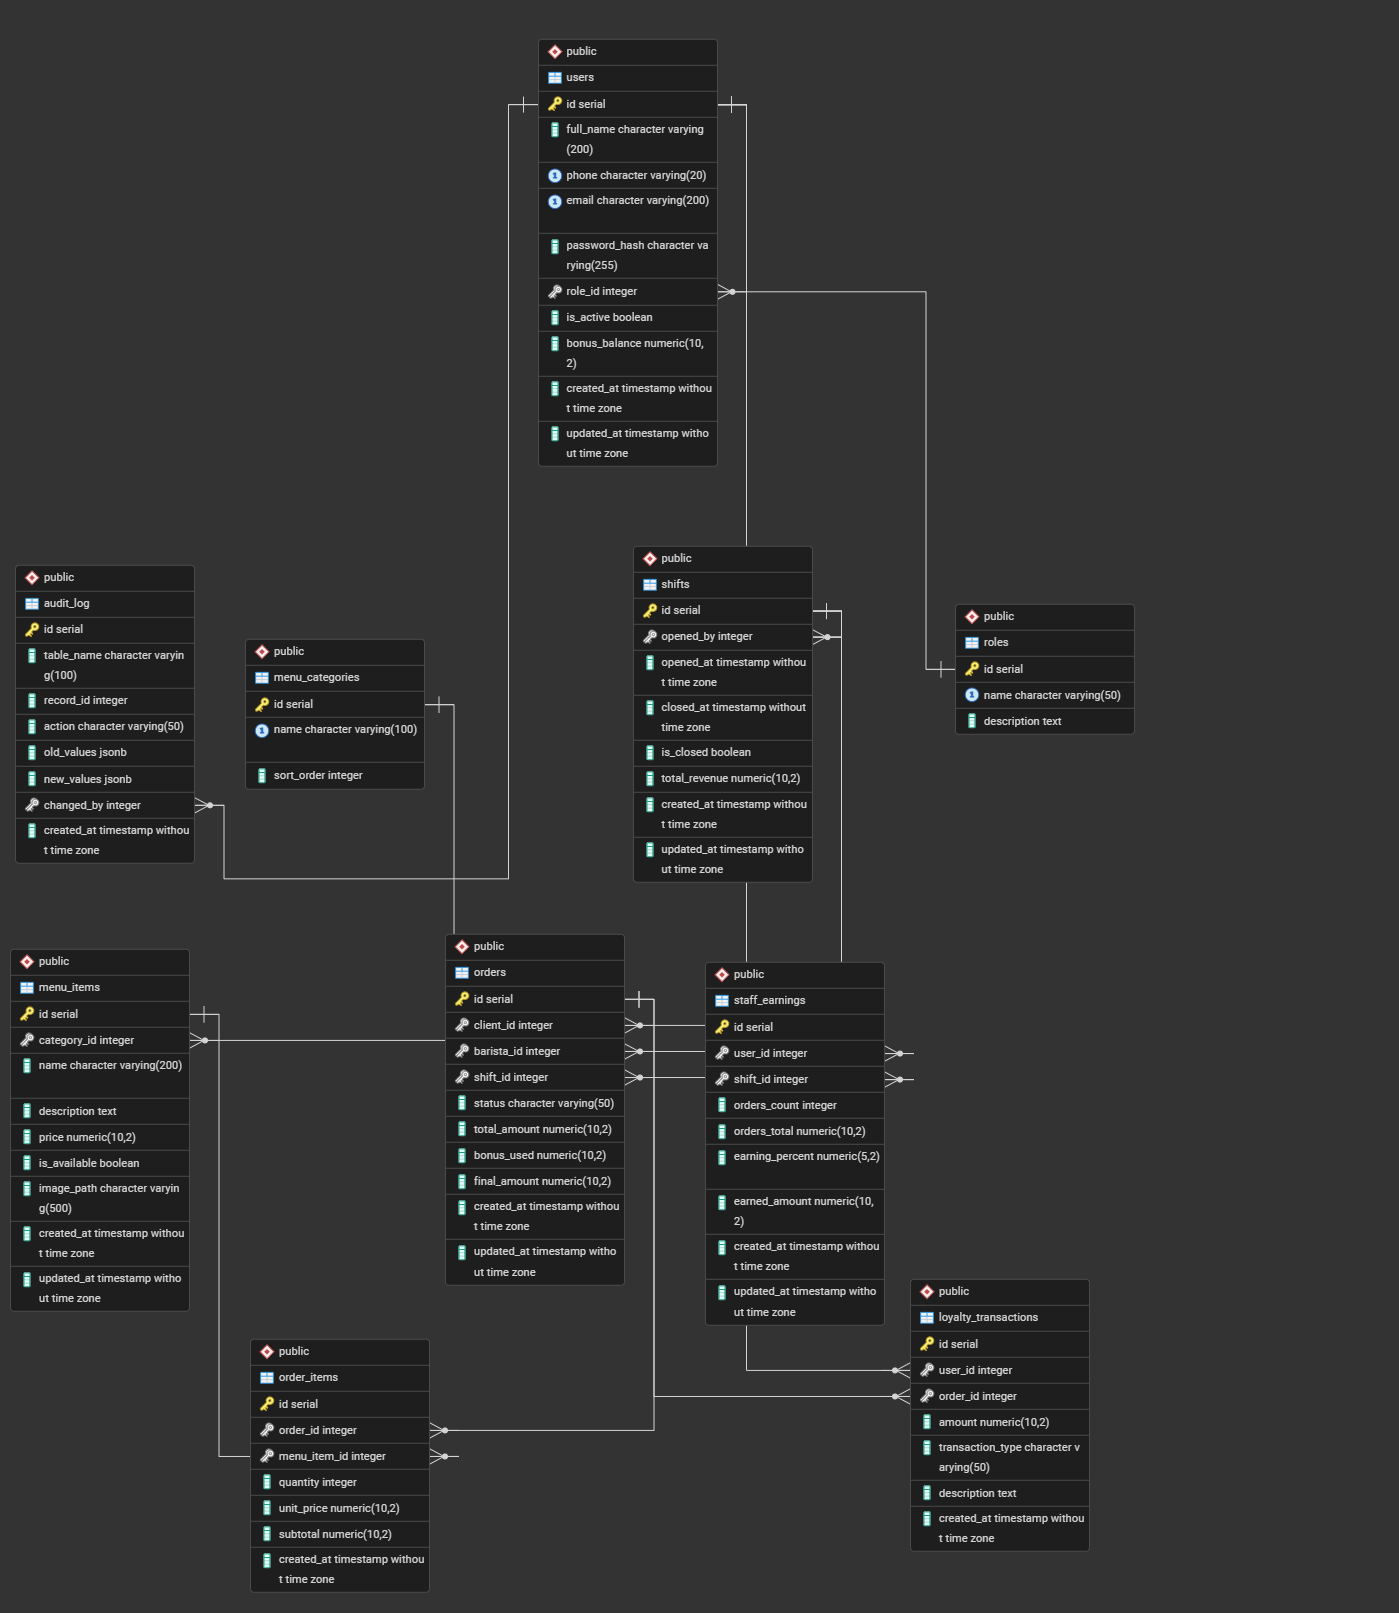 public
users
id serial
full_name character varying
(200)
phone character varying(20)
email character varying(200)
password_hash character va
rying(255)
role_id integer
is_active boolean
bonus_balance numeric(10,
2)
created_at timestamp withou
t time zone
updated_at timestamp witho
ut time zone
public
shifts
id serial
opened_by integer
opened_at timestamp withou
t time zone
closed_at timestamp without
time zone
is_closed boolean
total_revenue numeric(10,2)
created_at timestamp withou
t time zone
updated_at timestamp witho
ut time zone
public
audit_log
id serial
table_name character varyin
g(100)
record_id integer
action character varying(50)
old_values jsonb
new_values jsonb
changed_by integer
created_at timestamp withou
t time zone
public
roles
id serial
name character varying(50)
description text
public
menu_categories
id serial
name character varying(100)
sort_order integer
public
orders
id serial
client_id integer
barista_id integer
shift_id integer
status character varying(50)
total_amount numeric(10,2)
bonus_used numeric(10,2)
final_amount numeric(10,2)
created_at timestamp withou
t time zone
updated_at timestamp witho
ut time zone
public
menu_items
id serial
category_id integer
name character varying(200)
description text
price numeric(10,2)
is_available boolean
image_path character varyin
g(500)
created_at timestamp withou
t time zone
updated_at timestamp witho
ut time zone
public
staff_earnings
id serial
user_id integer
shift_id integer
orders_count integer
orders_total numeric(10,2)
earning_percent numeric(5,2)
earned_amount numeric(10,
2)
created_at timestamp withou
t time zone
updated_at timestamp witho
ut time zone
public
loyalty_transactions
id serial
user_id integer
order_id integer
amount numeric(10,2)
transaction_type character v
arying(50)
description text
created_at timestamp withou
t time zone
public
order_items
id serial
order_id integer
menu_item_id integer
quantity integer
unit_price numeric(10,2)
subtotal numeric(10,2)
created_at timestamp withou
t time zone